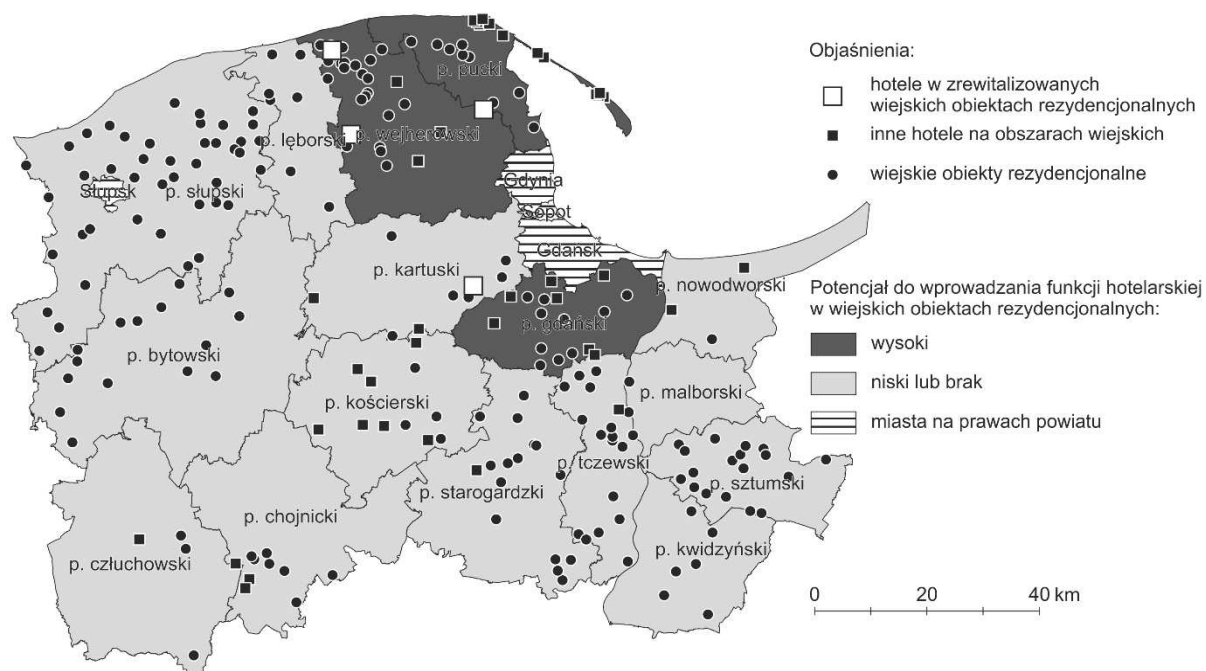 Objaśnienia:
hotele w zrewitalizowanych
wiejskich obiektach rezydencjonalnych
inne hotele na obszarach wiejskich
wiejskie obiekty rezydencjonalne
Potencjał do wprowadzania funkcji hotelarskiej
w wiejskich obiektach rezydencjonalnych:
wysoki
niski lub brak
miasta na prawach powiatu
p. pucki
p. wejherowski
p. lęborski
Słupsk
p. słupski
Gdynia
Sopot
Gdańsk
p. kartuski
p. nowodworski
p. gdański
p. bytowski
p. malborski
p. kościerski
p. tczewski
p. sztumski
p. starogardzki
p. chojnicki
p. kwidzyński
p. człuchowski
0 20 40 km